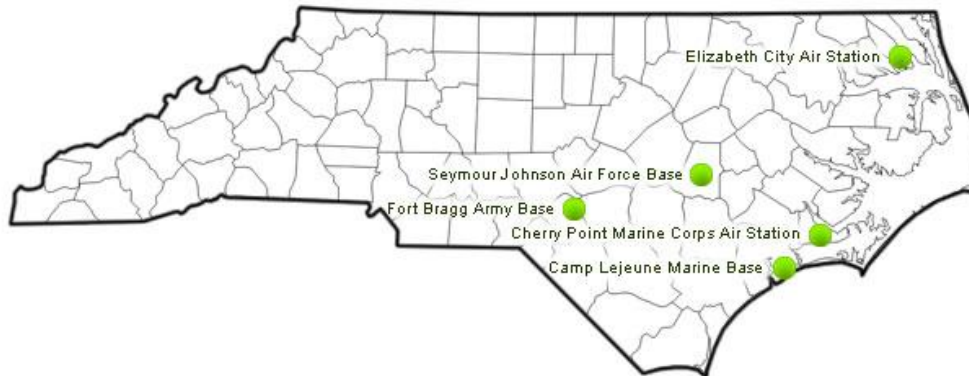 Elizabeth City Air Station
Seymour Johnson Air Force Base
Fort Bragg Army Base
Cherry Point Marine Corps Air Station
Camp Lejeune Marine Base